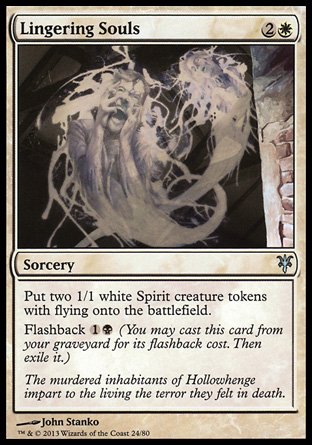 Lingering Souls 2
Sorcery
Put two 1/1 white Spirit creature tokens
with flying onto the battlefield.
Flashback 1 (You may cast this card from
your graveyard for its flashback cost. Then
exile it.)
The murdered inhabitants of Hollowhenge
impart to the living the terror they felt in death.
John Stanko
™ & © 2013 Wizards of the Coast 24/80